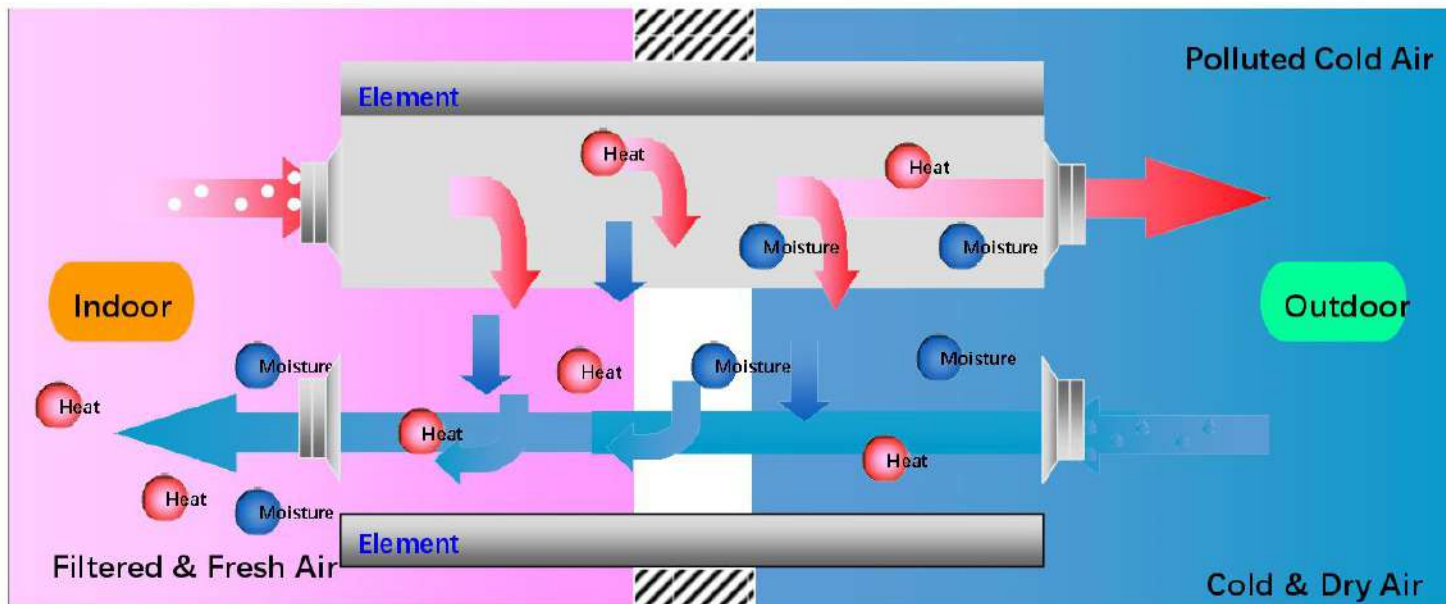 Polluted Cold Air
Element
Heat
Heat
Moisture
Moisture
Indoor
Outdoor
Moisture
Heat
Moisture
Moisture
Heat
Heat
Heat
Heat
Moisture
Element
Filtered & Fresh Air
Cold & Dry Air